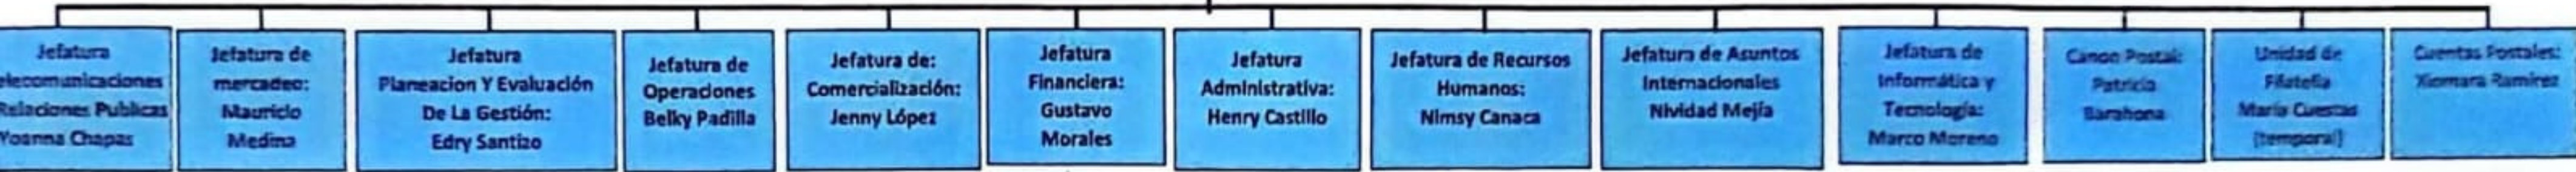 Jefatura
elecomunicaciones
Relaciones Publicas
Yoanna Chapas
Jefatura de
mercadeo:
Mauricio
Medina
Jefatura
Planeacion Y Evaluación
De La Gestión:
Edry Santizo
Jefatura de
Operaciones
Belky Padilla
Jefatura de:
Comercialización:
Jenny López
Jefatura
Financiera:
Gustavo
Morales
Jefatura
Administrativa:
Henry Castillo
Jefatura de Recursos
Humanos:
Nimsy Canaca
Jefatura de Asuntos
Internacionales
Nividad Mejía
Jefatura de
Informática y
Tecnología:
Marco Moreno
Canon Postal:
Patricia
Barahona
Unidad de
Filatelia
María Cuestas
(temporal)
Cuentas Postales:
Xiomara Ramirez